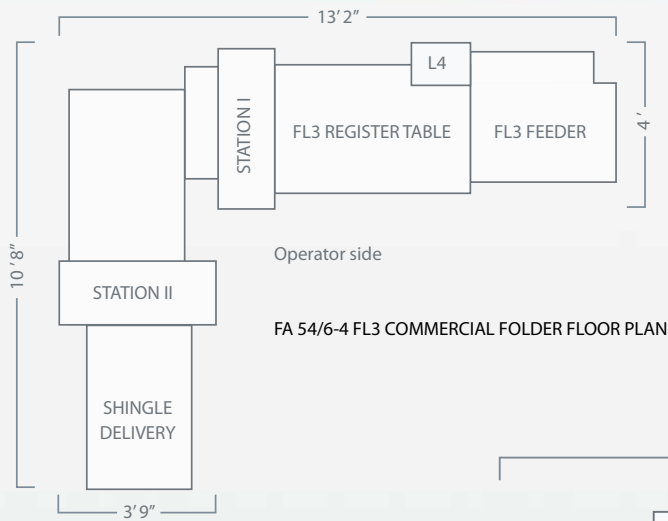 13’ 2”
L4
4 ’
STATION I
FL3 REGISTER TABLE
FL3 FEEDER
10 ’ 8”
Operator side
STATION II
FA 54/6-4 FL3 COMMERCIAL FOLDER FLOOR PLAN
SHINGLE
DELIVERY
3’ 9”